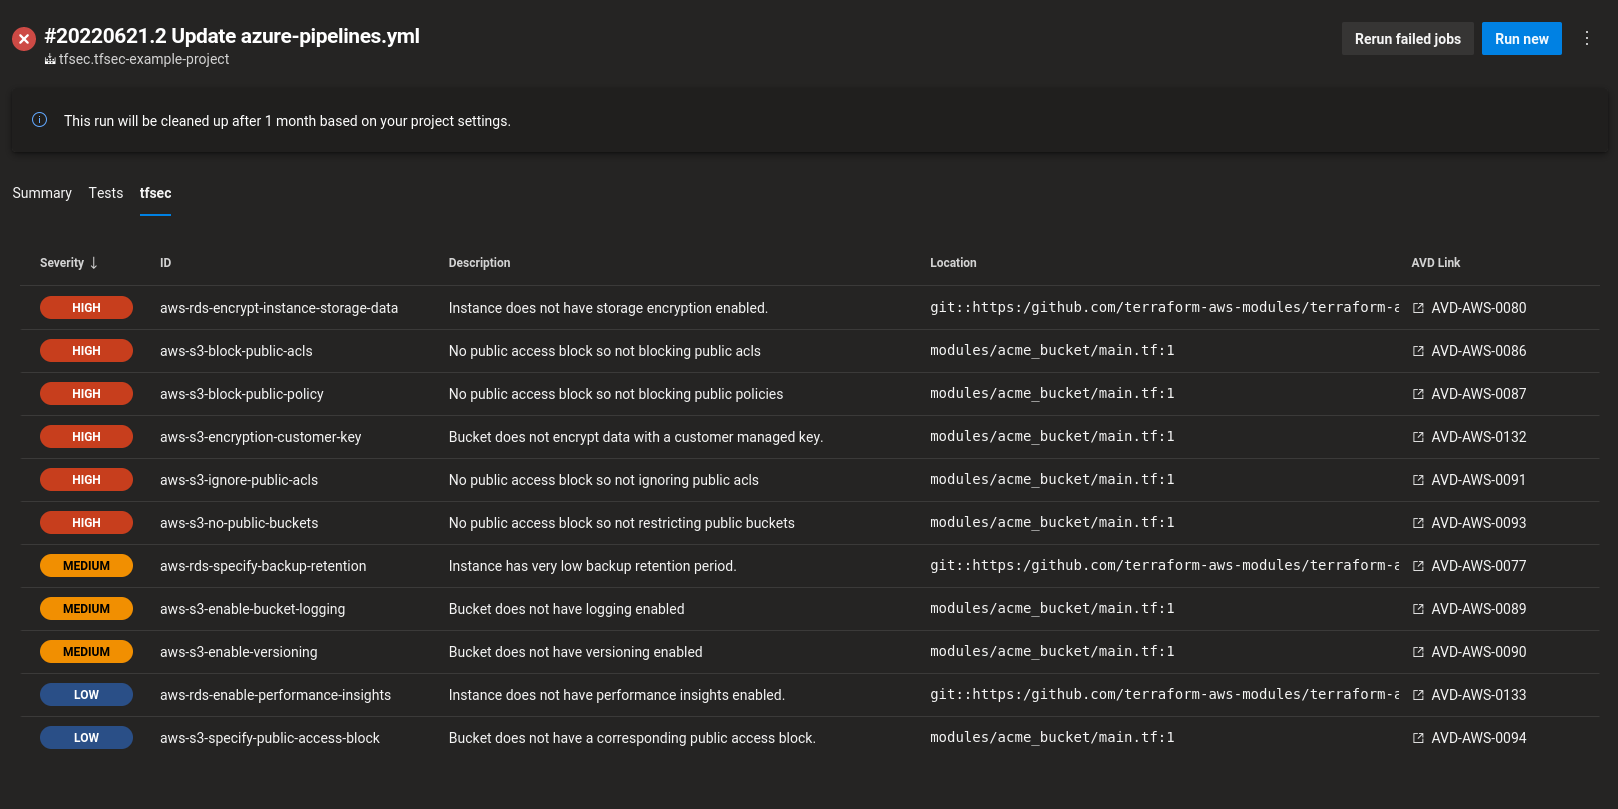 #20220621.2 Update azure-pipelines.yml
tfsec.tfsec-example-project
Rerun failed jobs
Run new
This run will be cleaned up after 1 month based on your project settings.
Summary Tests tfsec
Severity ID Description Location AVD Link
HIGH aws-rds-encrypt-instance-storage-data Instance does not have storage encryption enabled. git::https:/github.com/terraform-aws-modules/terraform-a AVD-AWS-0080
HIGH aws-s3-block-public-acls No public access block so not blocking public acls modules/acme_bucket/main.tf:1 AVD-AWS-0086
HIGH aws-s3-block-public-policy No public access block so not blocking public policies modules/acme_bucket/main.tf:1 AVD-AWS-0087
HIGH aws-s3-encryption-customer-key Bucket does not encrypt data with a customer managed key. modules/acme_bucket/main.tf:1 AVD-AWS-0132
HIGH aws-s3-ignore-public-acls No public access block so not ignoring public acls modules/acme_bucket/main.tf:1 AVD-AWS-0091
HIGH aws-s3-no-public-buckets No public access block so not restricting public buckets modules/acme_bucket/main.tf:1 AVD-AWS-0093
MEDIUM aws-rds-specify-backup-retention Instance has very low backup retention period. git::https:/github.com/terraform-aws-modules/terraform-a AVD-AWS-0077
MEDIUM aws-s3-enable-bucket-logging Bucket does not have logging enabled modules/acme_bucket/main.tf:1 AVD-AWS-0089
MEDIUM aws-s3-enable-versioning Bucket does not have versioning enabled modules/acme_bucket/main.tf:1 AVD-AWS-0090
LOW aws-rds-enable-performance-insights Instance does not have performance insights enabled. git::https:/github.com/terraform-aws-modules/terraform-a AVD-AWS-0133
LOW aws-s3-specify-public-access-block Bucket does not have a corresponding public access block. modules/acme_bucket/main.tf:1 AVD-AWS-0094